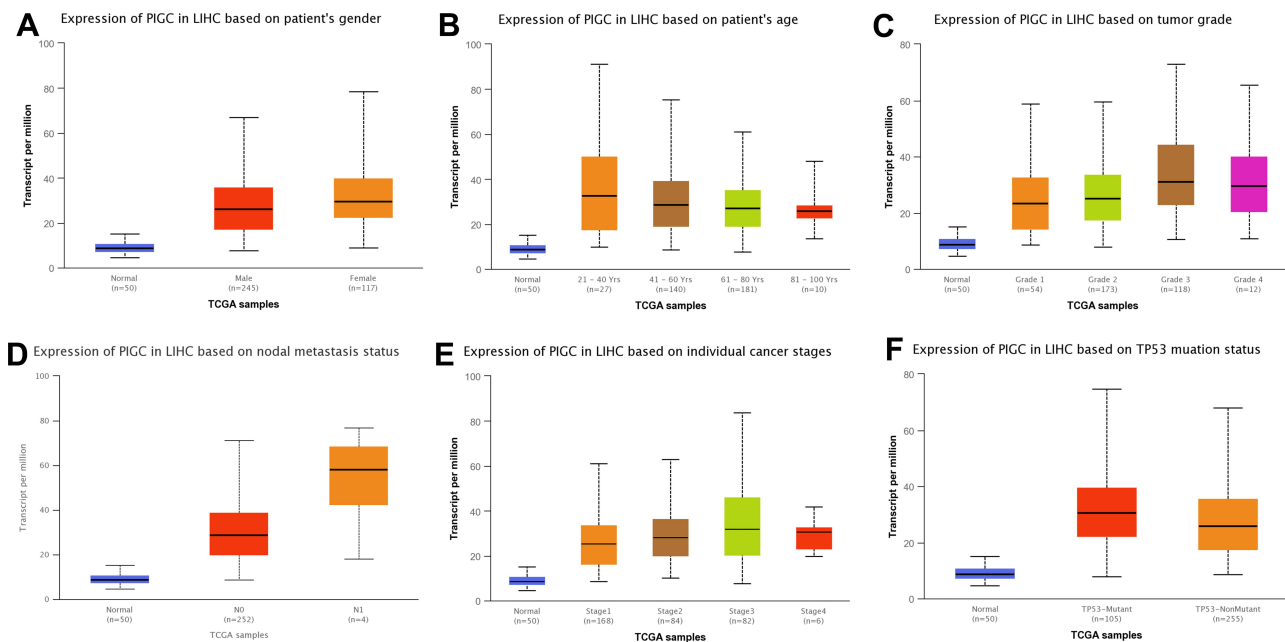 A
Expression of PIGC in LIHC based on patient's gender
Transcript per million
100
80
60
40
20
0
Normal
(n=50)
Male
(n=245)
Female
(n=117)
TCGA samples
B
Expression of PIGC in LIHC based on patient's age
Transcript per million
100
80
60
40
20
0
Normal
(n=50)
21 – 40 Yrs
(n=27)
41 – 60 Yrs
(n=140)
61 – 80 Yrs
(n=181)
81 – 100 Yrs
(n=10)
TCGA samples
C
Expression of PIGC in LIHC based on tumor grade
Transcript per million
80
60
40
20
0
Normal
(n=50)
Grade 1
(n=54)
Grade 2
(n=173)
Grade 3
(n=118)
Grade 4
(n=12)
TCGA samples
D
Expression of PIGC in LIHC based on nodal metastasis status
Transcript per million
100
80
60
40
20
0
Normal
(n=50)
N0
(n=252)
N1
(n=4)
TCGA samples
E
Expression of PIGC in LIHC based on individual cancer stages
Transcript per million
100
80
60
40
20
0
Normal
(n=50)
Stage1
(n=168)
Stage2
(n=84)
Stage3
(n=82)
Stage4
(n=6)
TCGA samples
F
Expression of PIGC in LIHC based on TP53 muation status
Transcript per million
80
60
40
20
0
Normal
(n=50)
TP53–Mutant
(n=105)
TP53–NonMutant
(n=255)
TCGA samples